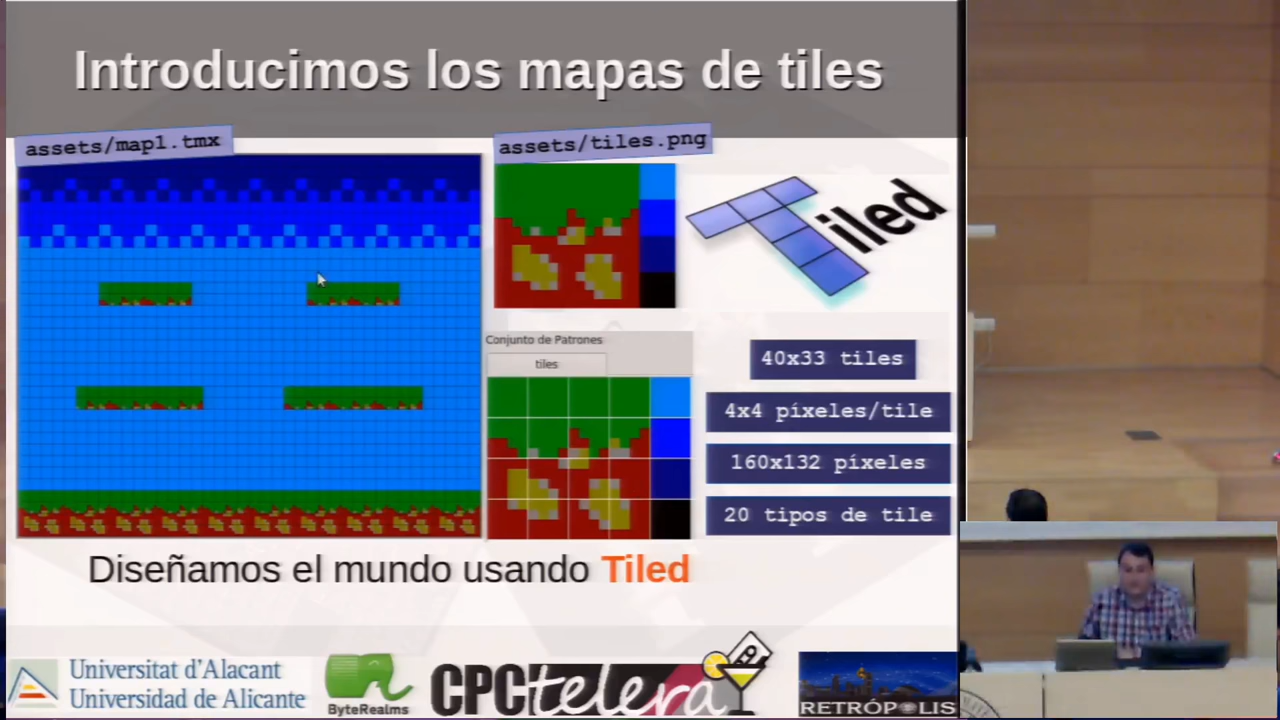 Introducimos los mapas de tiles
assets/map1.tmx
assets/tiles.png
Tiled
Conjunto de Patrones
tiles
40x33 tiles
4x4 píxeles/tile
160x132 píxeles
20 tipos de tile
Diseñamos el mundo usando Tiled
Universitat d'Alacant
Universidad de Alicante
ByteRealms
CPCtelera
RETRÓPOLIS